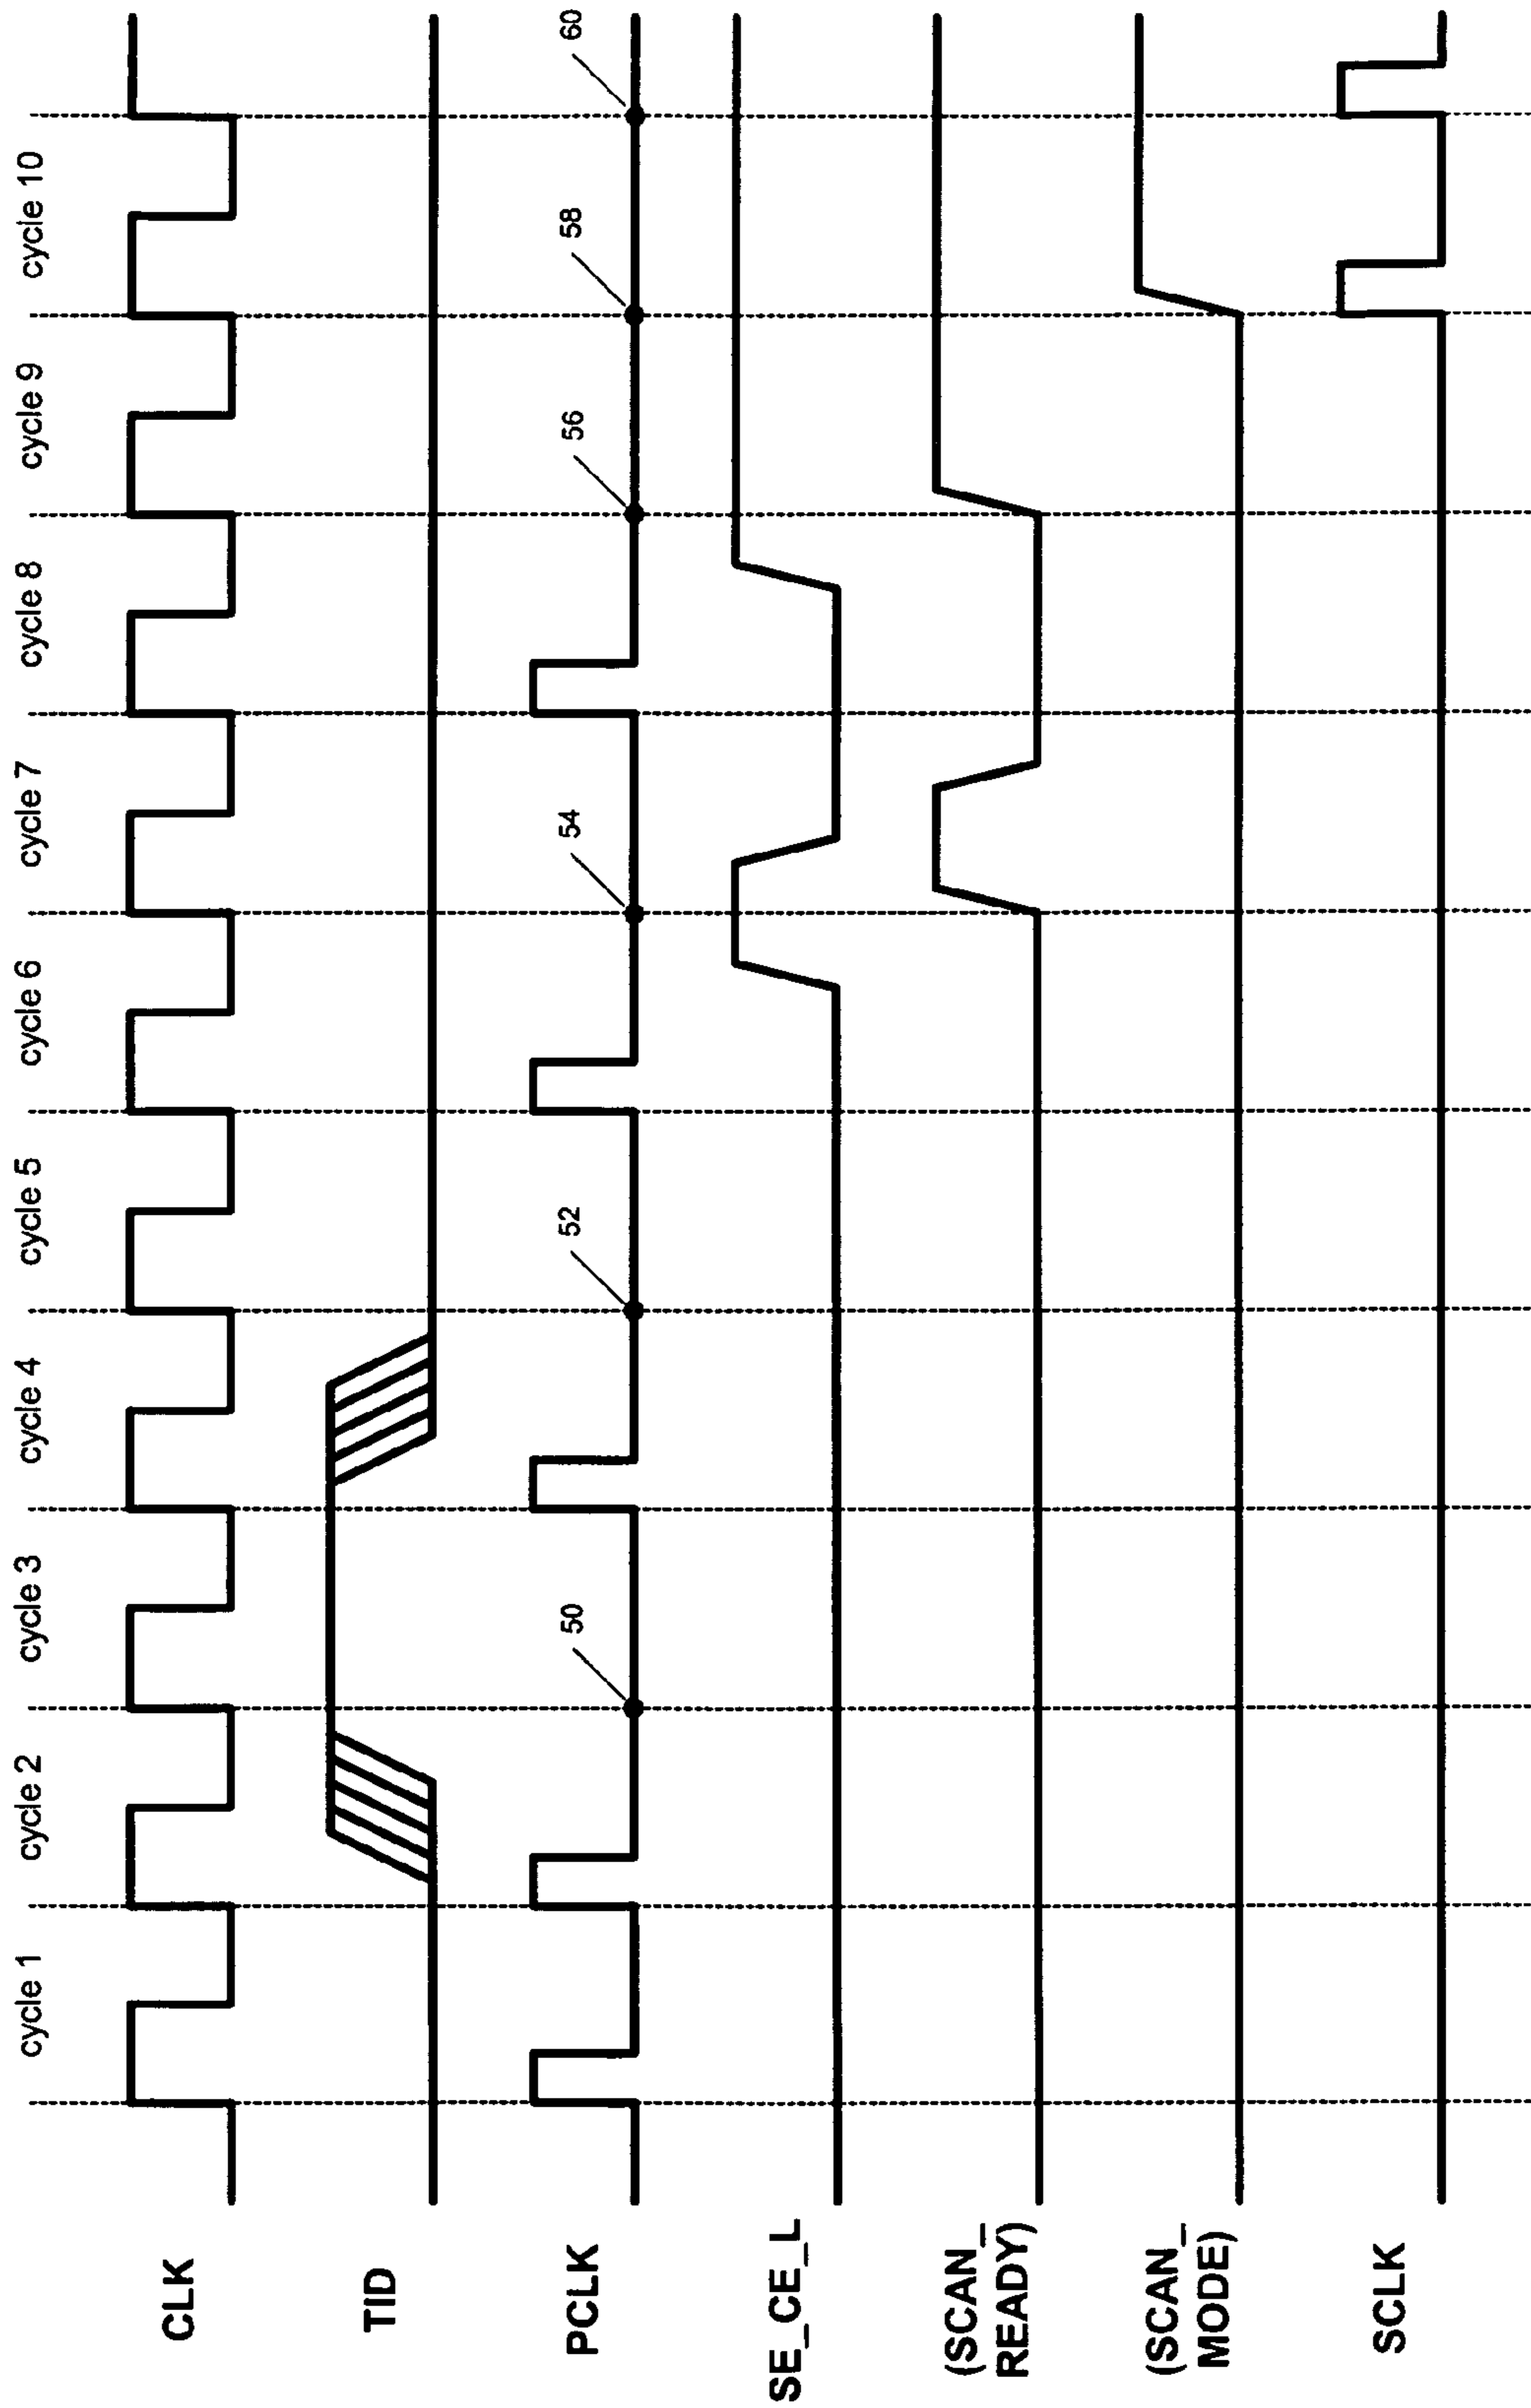 cycle 1
cycle 2
cycle 3
cycle 4
cycle 5
cycle 6
cycle 7
cycle 8
cycle 9
cycle 10
CLK
TID
PCLK
50
52
54
56
58
60
SE_CE_L
(SCAN_
READY)
(SCAN_
MODE)
SCLK